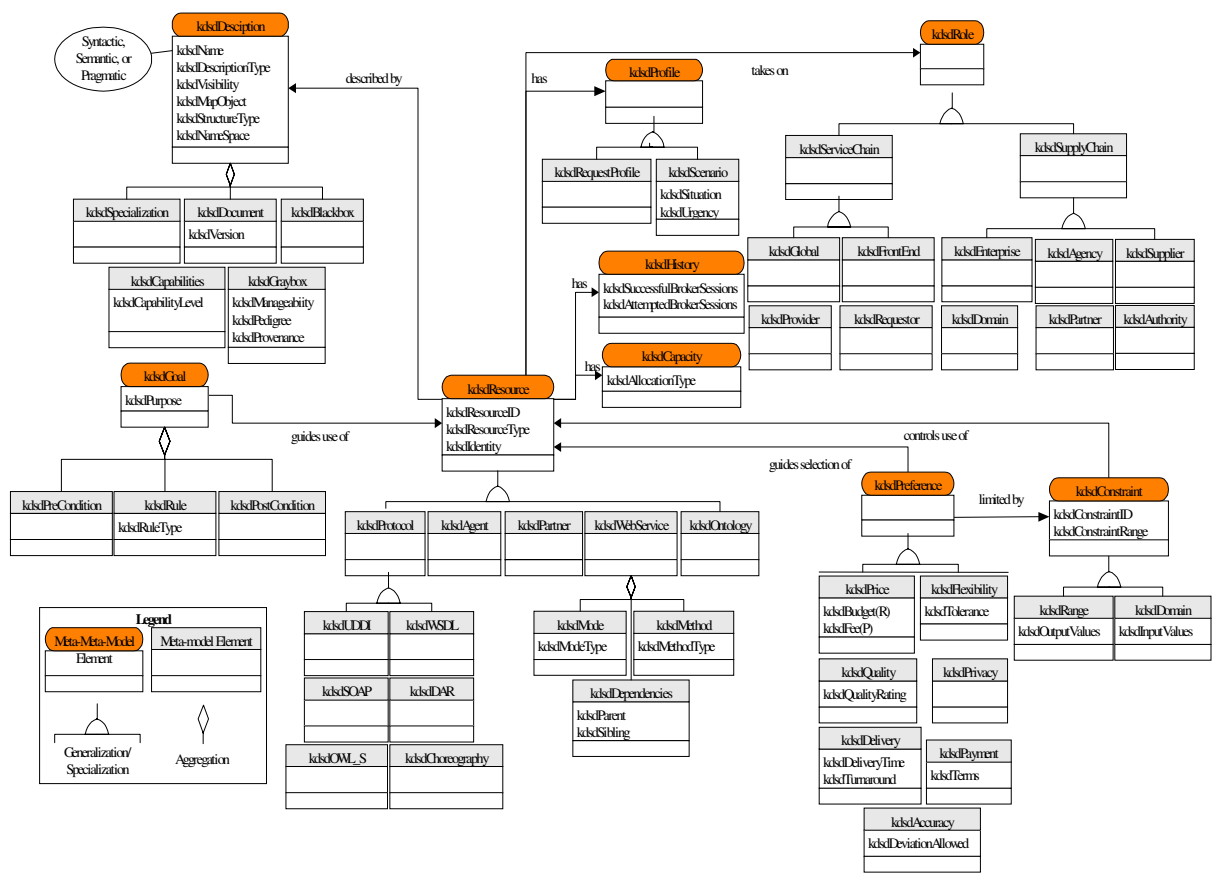 kdsdDesciption
Syntactic,
Semantic, or
Pragmatic
kdsdName
kdsdDescriptionType
kdsdVisibility
kdsdMapObject
kdsdStructureType
kdsdNameSpace
described by
kdsdSpecialization
kdsdDocument
kdsdVersion
kdsdBlackbox
kdsdCapabilities
kdsdCapabilityLevel
kdsdGraybox
kdsdManageabiity
kdsdPedigree
kdsdProvenance
has
kdsdProfile
kdsdRequestProfile
kdsdScenario
kdsdSituation
kdsdUrgency
takes on
kdsdRole
kdsdServiceChain
kdsdSupplyChain
kdsdGlobal
kdsdFrontEnd
kdsdEnterprise
kdsdAgency
kdsdSupplier
kdsdProvider
kdsdRequestor
kdsdDomain
kdsdPartner
kdsdAuthority
has
kdsdHistory
kdsdSuccessfulBrokerSessions
kdsdAttemptedBrokerSessions
has
kdsdCapacity
kdsdAllocationType
kdsdGoal
kdsdPurpose
guides use of
kdsdPreCondition
kdsdRule
kdsdRuleType
kdsdPostCondition
kdsdResource
kdsdResourceID
kdsdResourceType
kdsdIdentity
kdsdProtocol
kdsdAgent
kdsdPartner
kdsdWebService
kdsdOntology
kdsdUDDI
kdsdWSDL
kdsdSOAP
kdsdDAR
kdsdOWL_S
kdsdChoreography
kdsdMode
kdsdModeType
kdsdMethod
kdsdMethodType
kdsdDependencies
kdsdParent
kdsdSibling
controls use of
guides selection of
kdsdPreference
limited by
kdsdConstraint
kdsdConstraintID
kdsdConstraintRange
kdsdRange
kdsdOutputValues
kdsdDomain
kdsdInputValues
kdsdPrice
kdsdBudget(R)
kdsdFee(P)
kdsdFlexibility
kdsdTolerance
kdsdQuality
kdsdQualityRating
kdsdPrivacy
kdsdDelivery
kdsdDeliveryTime
kdsdTurnaround
kdsdPayment
kdsdTerms
kdsdAccuracy
kdsdDeviationAllowed
Legend
Meta-Meta-Model
Element
Meta-model Element
Generalization/
Specialization
Aggregation